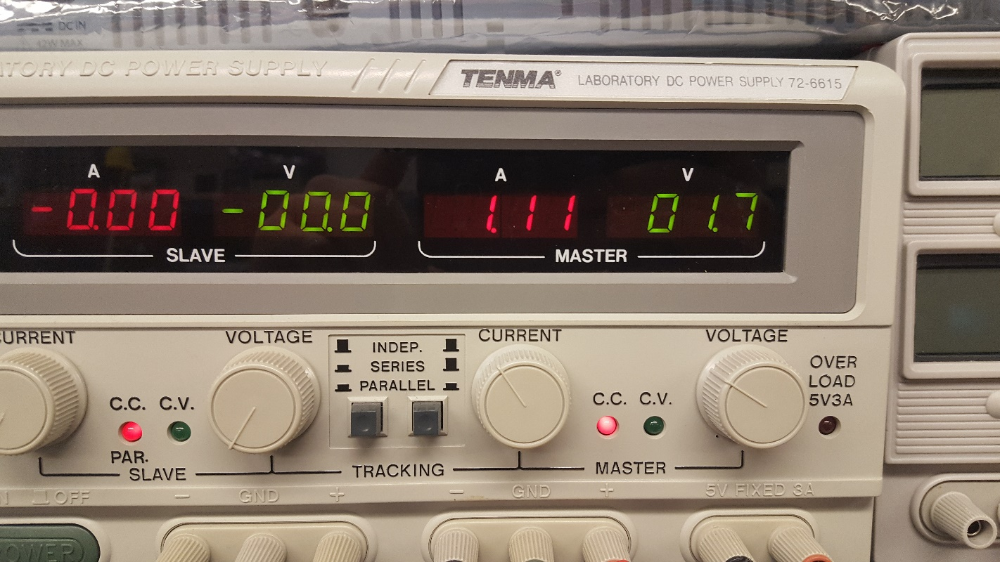 DC IN
12W MAX
ATORY DC POWER SUPPLY
TENMA® LABORATORY DC POWER SUPPLY 72-6615
A V A V
-0.00 -00.0 1.11 01.7
SLAVE MASTER
CURRENT VOLTAGE CURRENT VOLTAGE
INDEP.
SERIES
PARALLEL
OVER
LOAD
5V3A
C.C. C.V. C.C. C.V.
PAR.
SLAVE TRACKING MASTER
N OFF - GND + - GND + 5V FIXED 3A
POWER